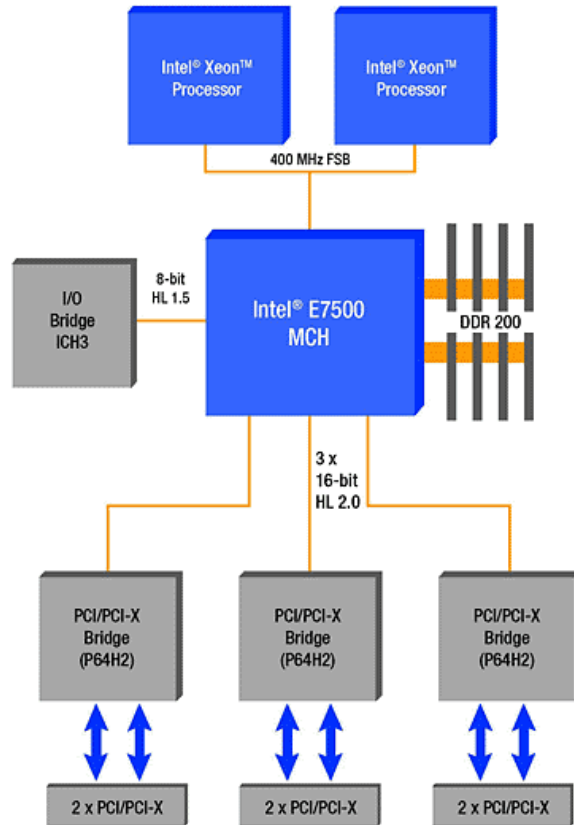 Intel® Xeon™
Processor
Intel® Xeon™
Processor
400 MHz FSB
8-bit
HL 1.5
I/O
Bridge
ICH3
Intel® E7500
MCH
DDR 200
3 x
16-bit
HL 2.0
PCI/PCI-X
Bridge
(P64H2)
PCI/PCI-X
Bridge
(P64H2)
PCI/PCI-X
Bridge
(P64H2)
2 x PCI/PCI-X
2 x PCI/PCI-X
2 x PCI/PCI-X